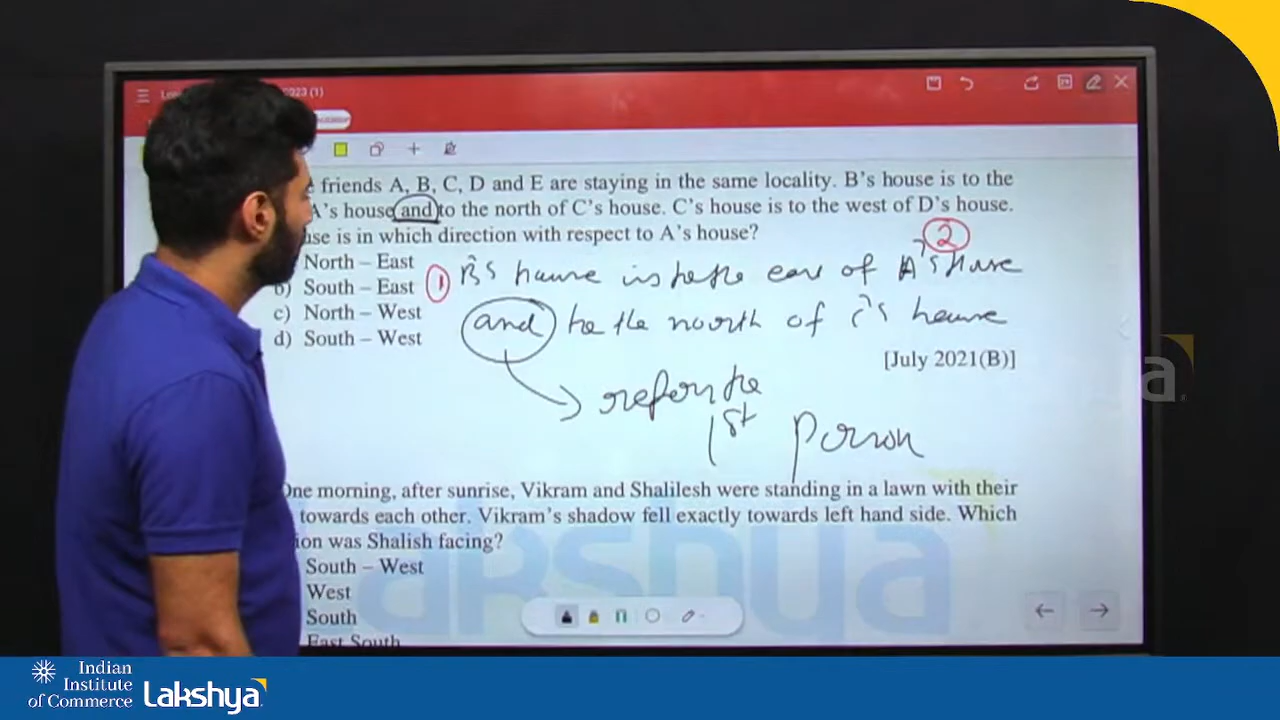 2023 (1)
friends A, B, C, D and E are staying in the same locality. B's house is to the
A's house and to the north of C's house. C's house is to the west of D's house.
is in which direction with respect to A's house?
North – East
b) South – East
c) North – West
d) South – West
2
1 B's house is to the east of A's house
and to the north of C's house
[July 2021(B)]
refer to
1st person
One morning, after sunrise, Vikram and Shalilesh were standing in a lawn with their
towards each other. Vikram's shadow fell exactly towards left hand side. Which
was Shalish facing?
South – West
West
South
East South
Indian
Institute
of Commerce
Lakshya